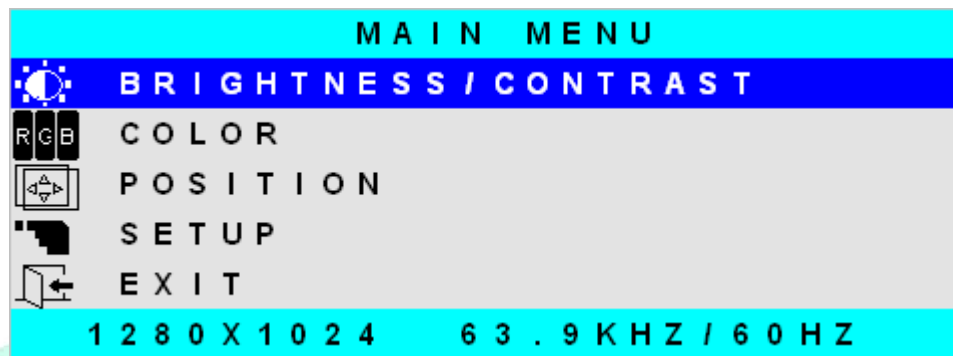 MAIN MENU
BRIGHTNESS/CONTRAST
RGB COLOR
POSITION
SETUP
EXIT
1280X1024 63.9KHZ/60HZ